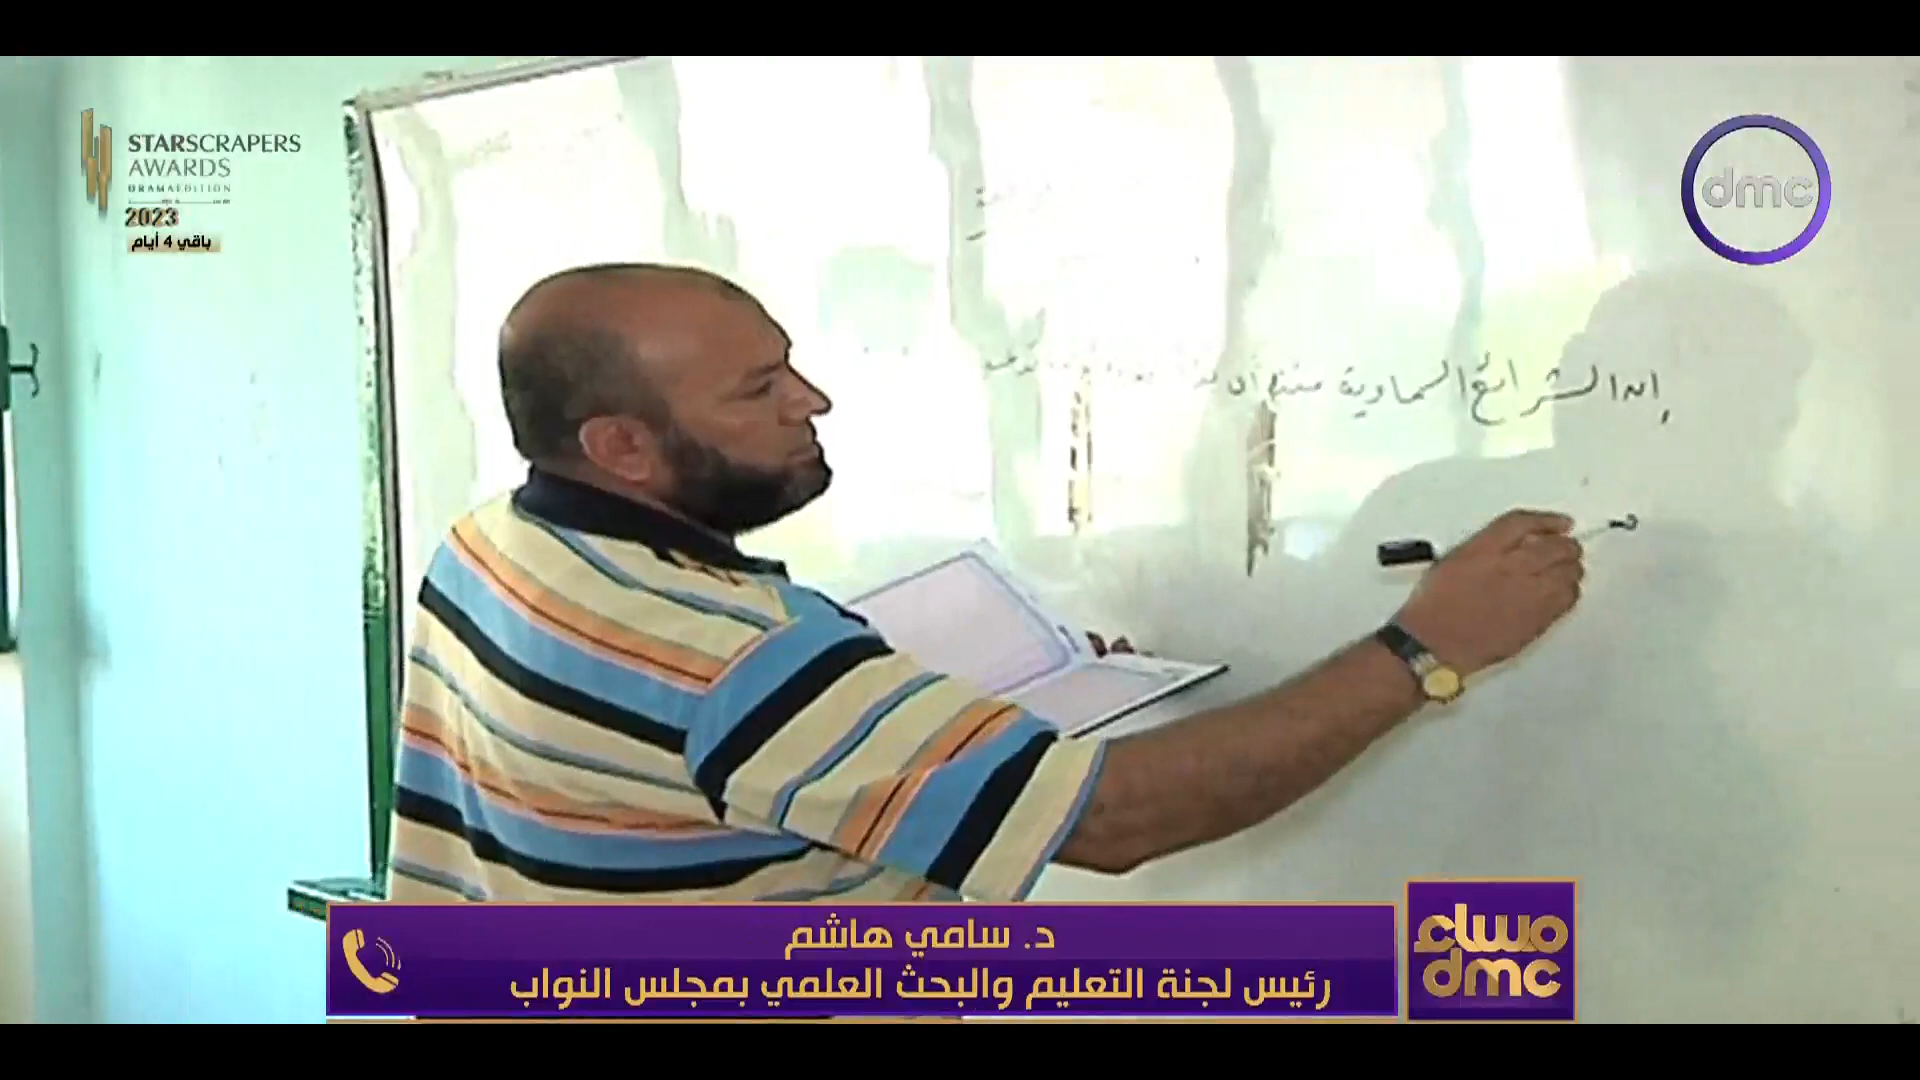 STARSCRAPERS
AWARDS
DRAMAEDITION
2023
باقي 4 أيام
dmc
إن الشرائع السماوية
د. سامي هاشم
رئيس لجنة التعليم والبحث العلمي بمجلس النواب
مساء
dmc